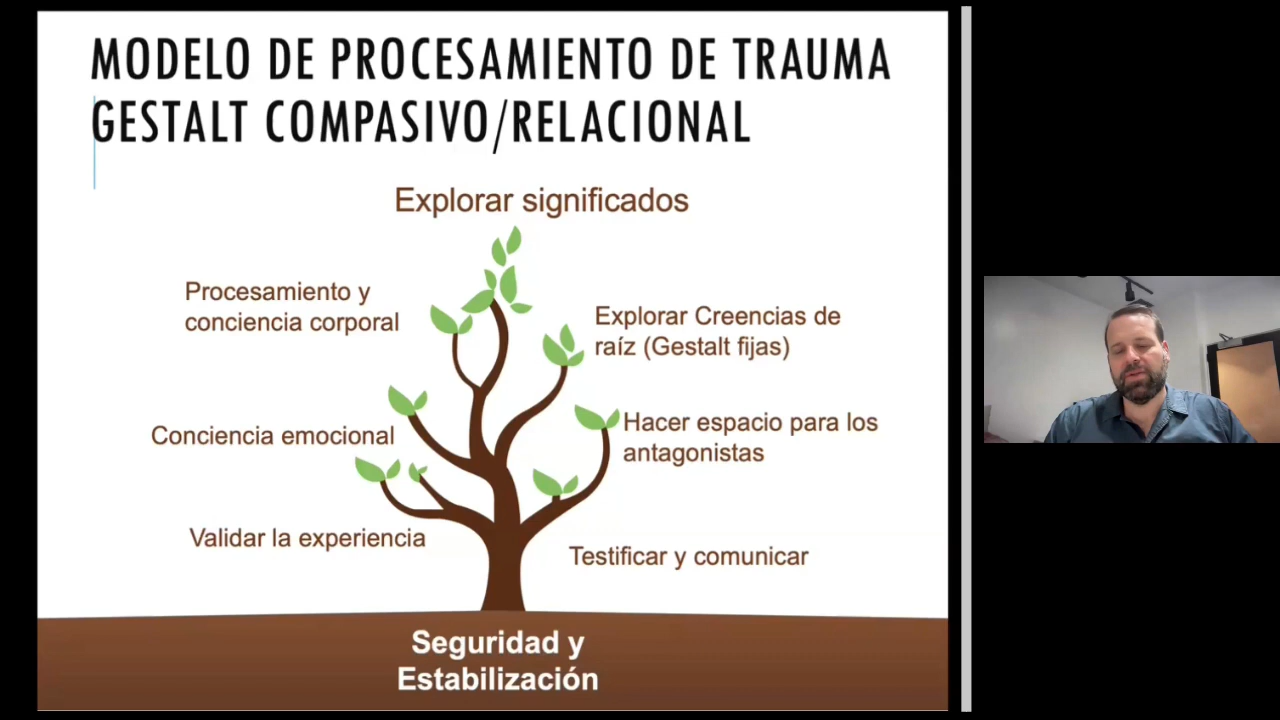 MODELO DE PROCESAMIENTO DE TRAUMA
GESTALT COMPASIVO/RELACIONAL
Explorar significados
Procesamiento y
conciencia corporal
Explorar Creencias de
raíz (Gestalt fijas)
Conciencia emocional
Hacer espacio para los
antagonistas
Validar la experiencia
Testificar y comunicar
Seguridad y
Estabilización